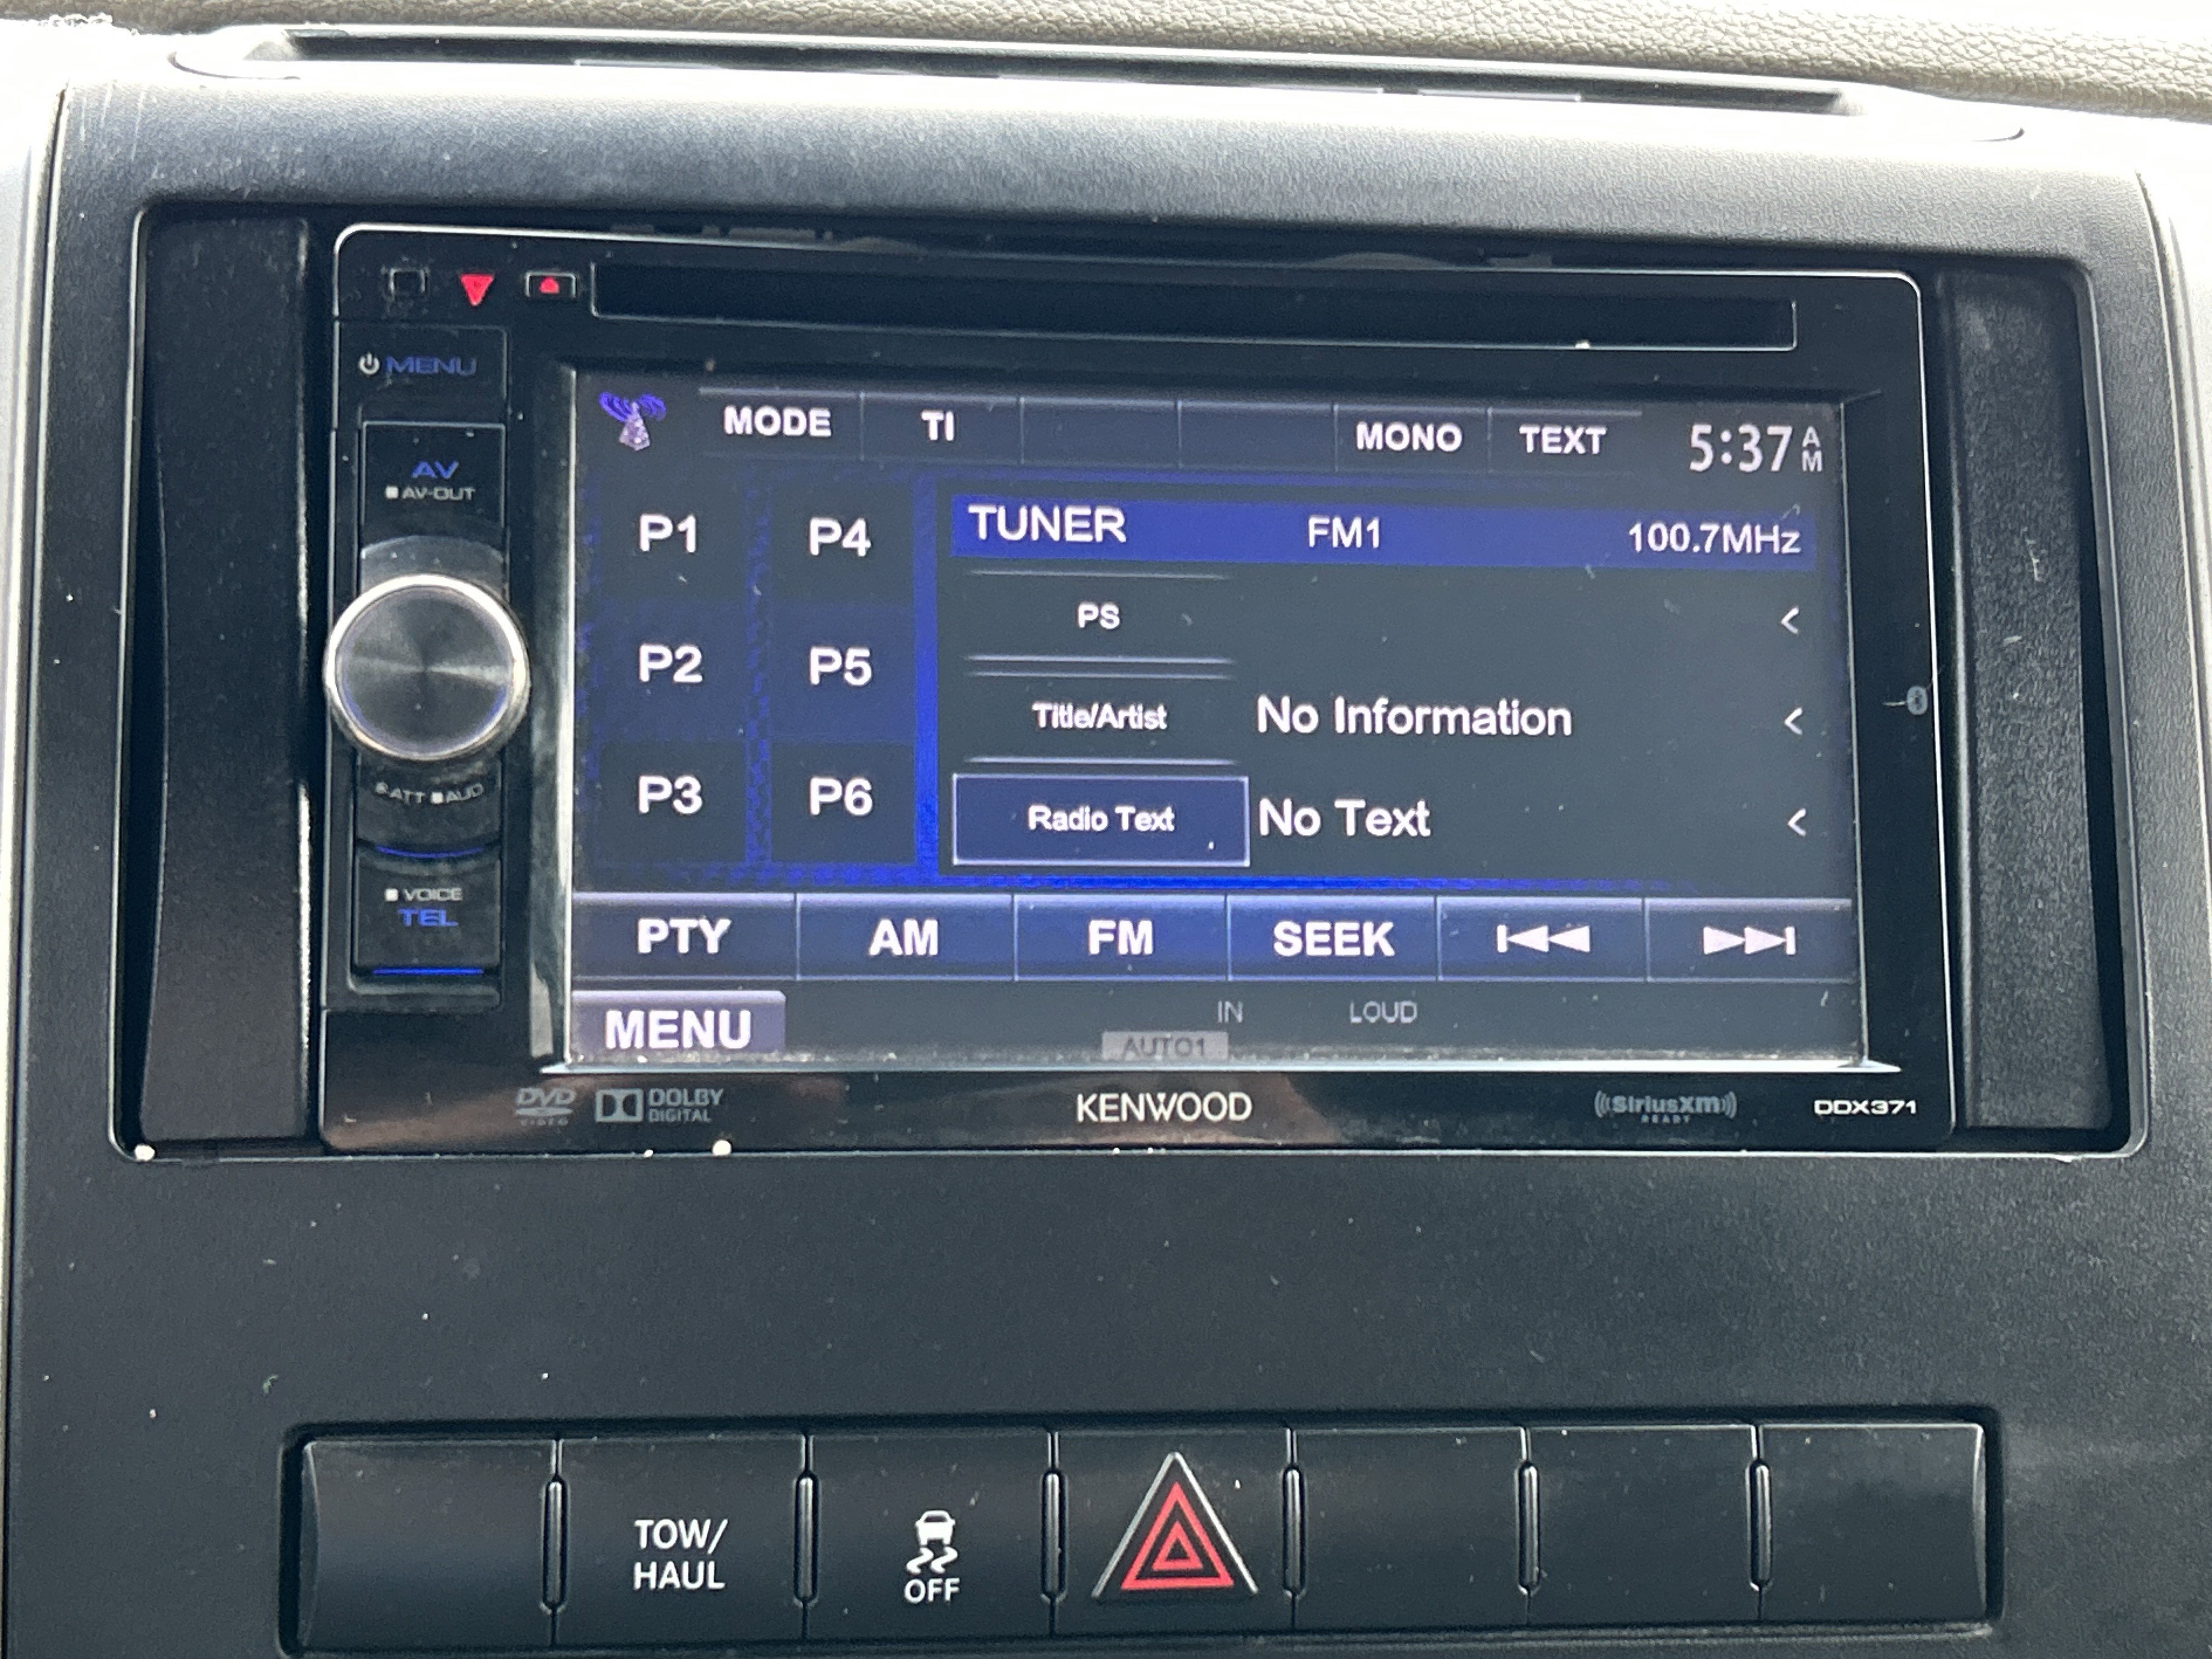 MENU
AV
AV-OUT
ATT AUD
VOICE
TEL
MODE TI MONO TEXT 5:37 AM
P1 P4
P2 P5
P3 P6
TUNER FM1 100.7MHz
PS <
Title/Artist No Information <
Radio Text No Text <
PTY AM FM SEEK
MENU
IN LOUD
AUTO1
DVD VIDEO DOLBY DIGITAL KENWOOD ((SiriusXM)) READY DDX371
TOW/
HAUL
OFF